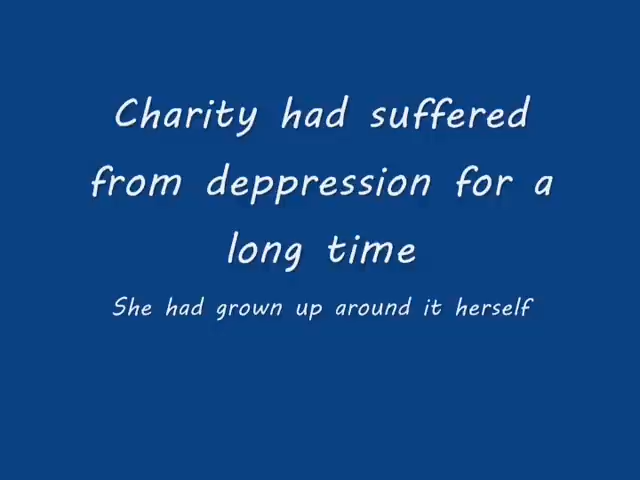 Charity had suffered
from deppression for a
long time
She had grown up around it herself